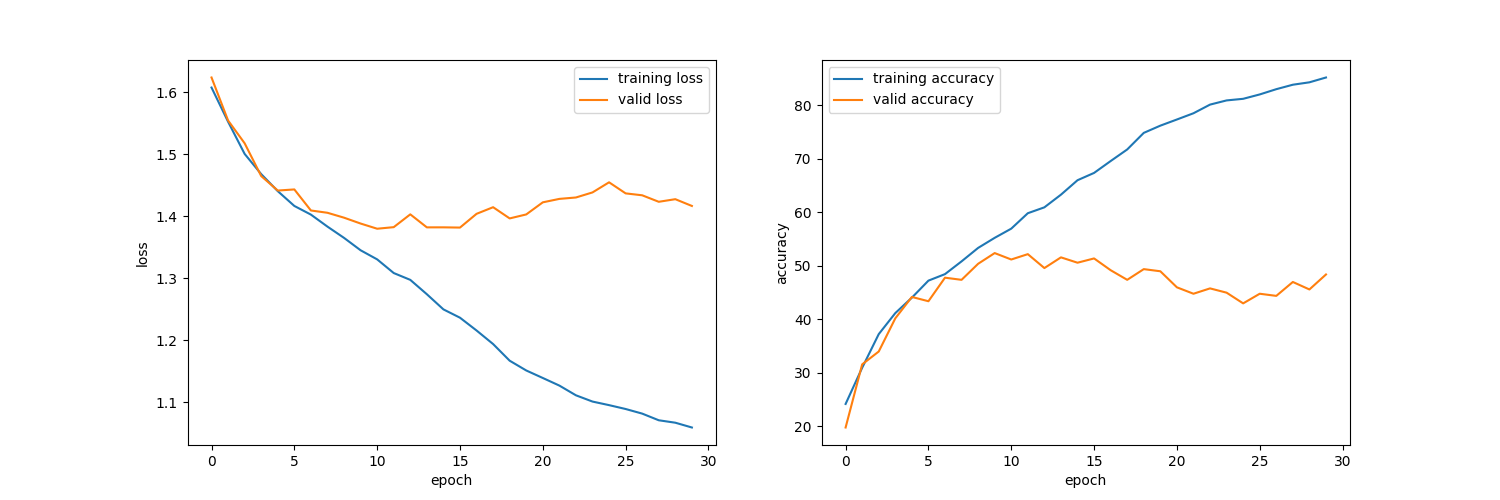 training loss
valid loss
1.6
1.5
1.4
1.3
1.2
1.1
loss
0 5 10 15 20 25 30
epoch
training accuracy
valid accuracy
80
70
60
50
40
30
20
accuracy
0 5 10 15 20 25 30
epoch